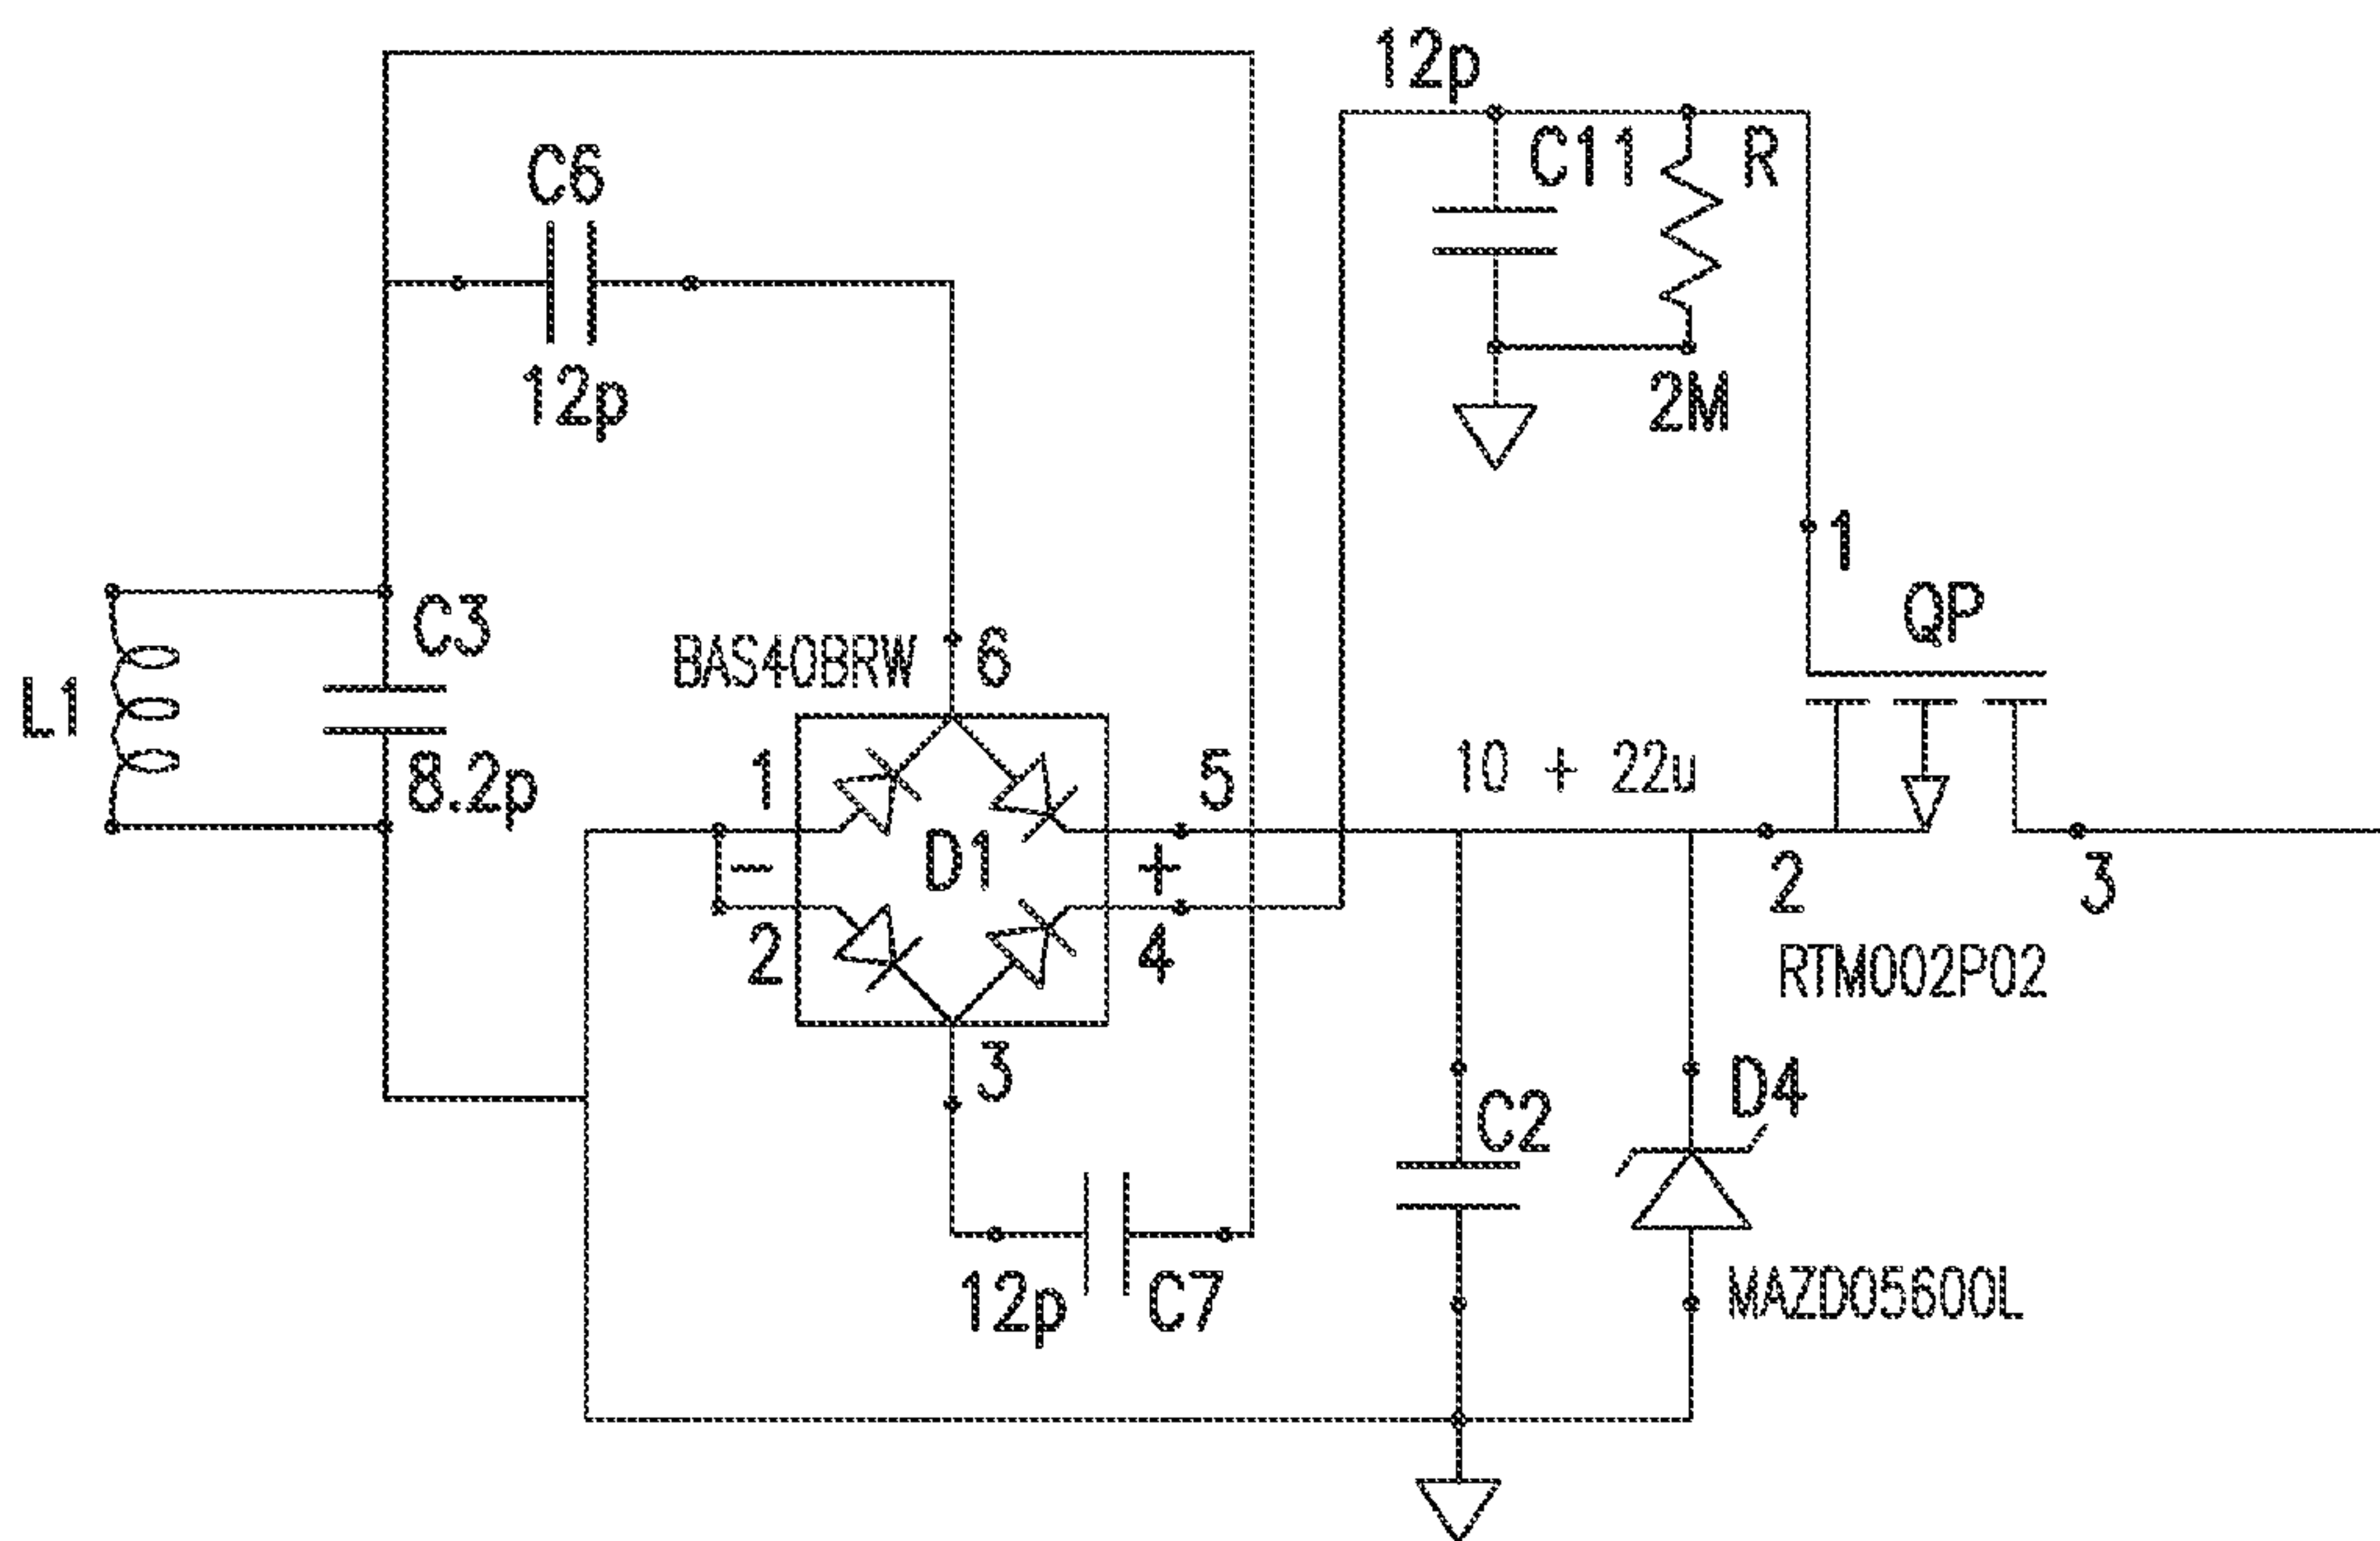 12p
C11
R
C6
12p
2M
1
QP
C3
BAS40BRW
6
L1
8.2p
1
5
10 + 22u
-
D1
+
2
4
2
3
RTM002P02
3
C2
D4
12p
C7
MAZD05600L